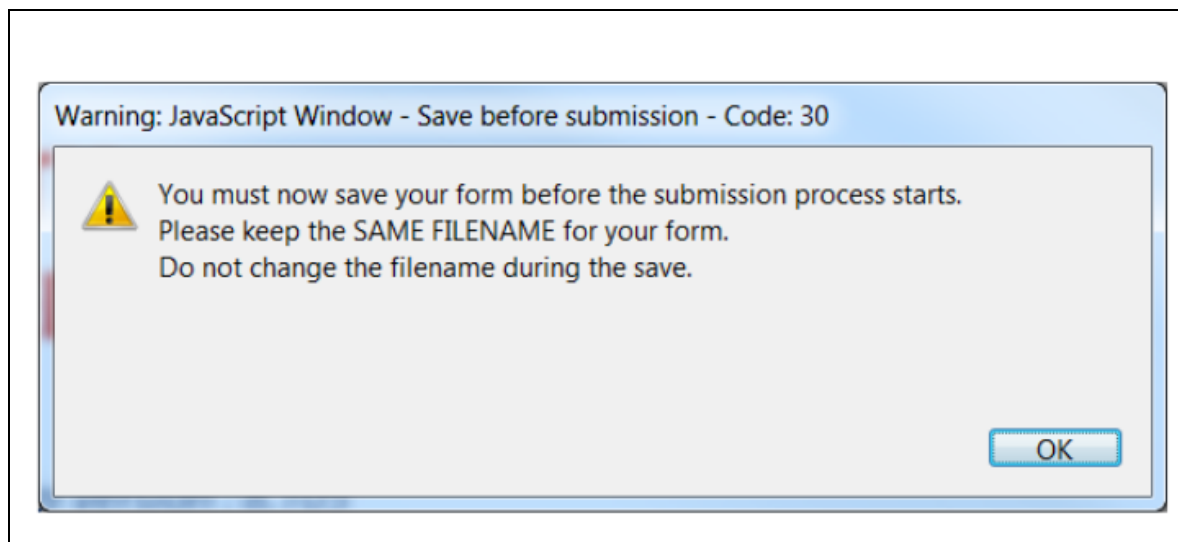 Warning: JavaScript Window - Save before submission - Code: 30
You must now save your form before the submission process starts.
Please keep the SAME FILENAME for your form.
Do not change the filename during the save.
OK